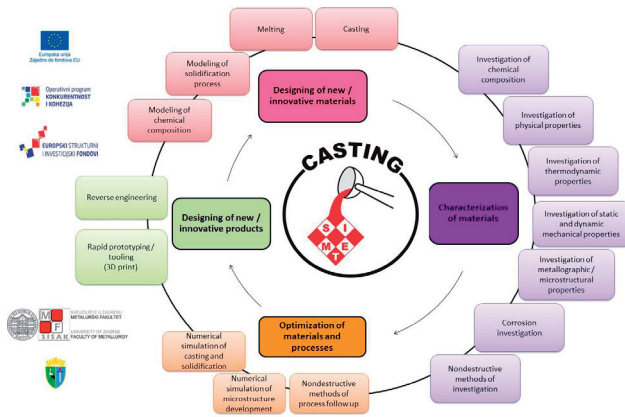 Europska unija
Zajedno do fondova EU
Operativni program
KONKURENTNOST
I KOHEZIJA
EUROPSKI STRUKTURNI
I INVESTICIJSKI FONDOVI
Melting
Casting
Modeling of
solidification
process
Modeling of
chemical
composition
Designing of new /
innovative materials
Investigation of
chemical
composition
Investigation of
physical properties
Investigation of
thermodynamic
properties
Investigation of static
and dynamic
mechanical properties
Investigation of
metallographic /
microstructural
properties
Corrosion
investigation
Nondestructive
methods of
investigation
Characterization
of materials
CASTING
S
I
M
E
T
Reverse
engineering
Rapid prototyping /
tooling
(3D print)
Designing of new /
innovative products
Optimization of
materials and
processes
Numerical
simulation of
casting and
solidification
Numerical
simulation of
microstructure
development
Nondestructive
methods of
process follow up
M F
SISAK
SVEUČILIŠTE U ZAGREBU
METALURŠKI FAKULTET
UNIVERSITY OF ZAGREB
FACULTY OF METALLURGY